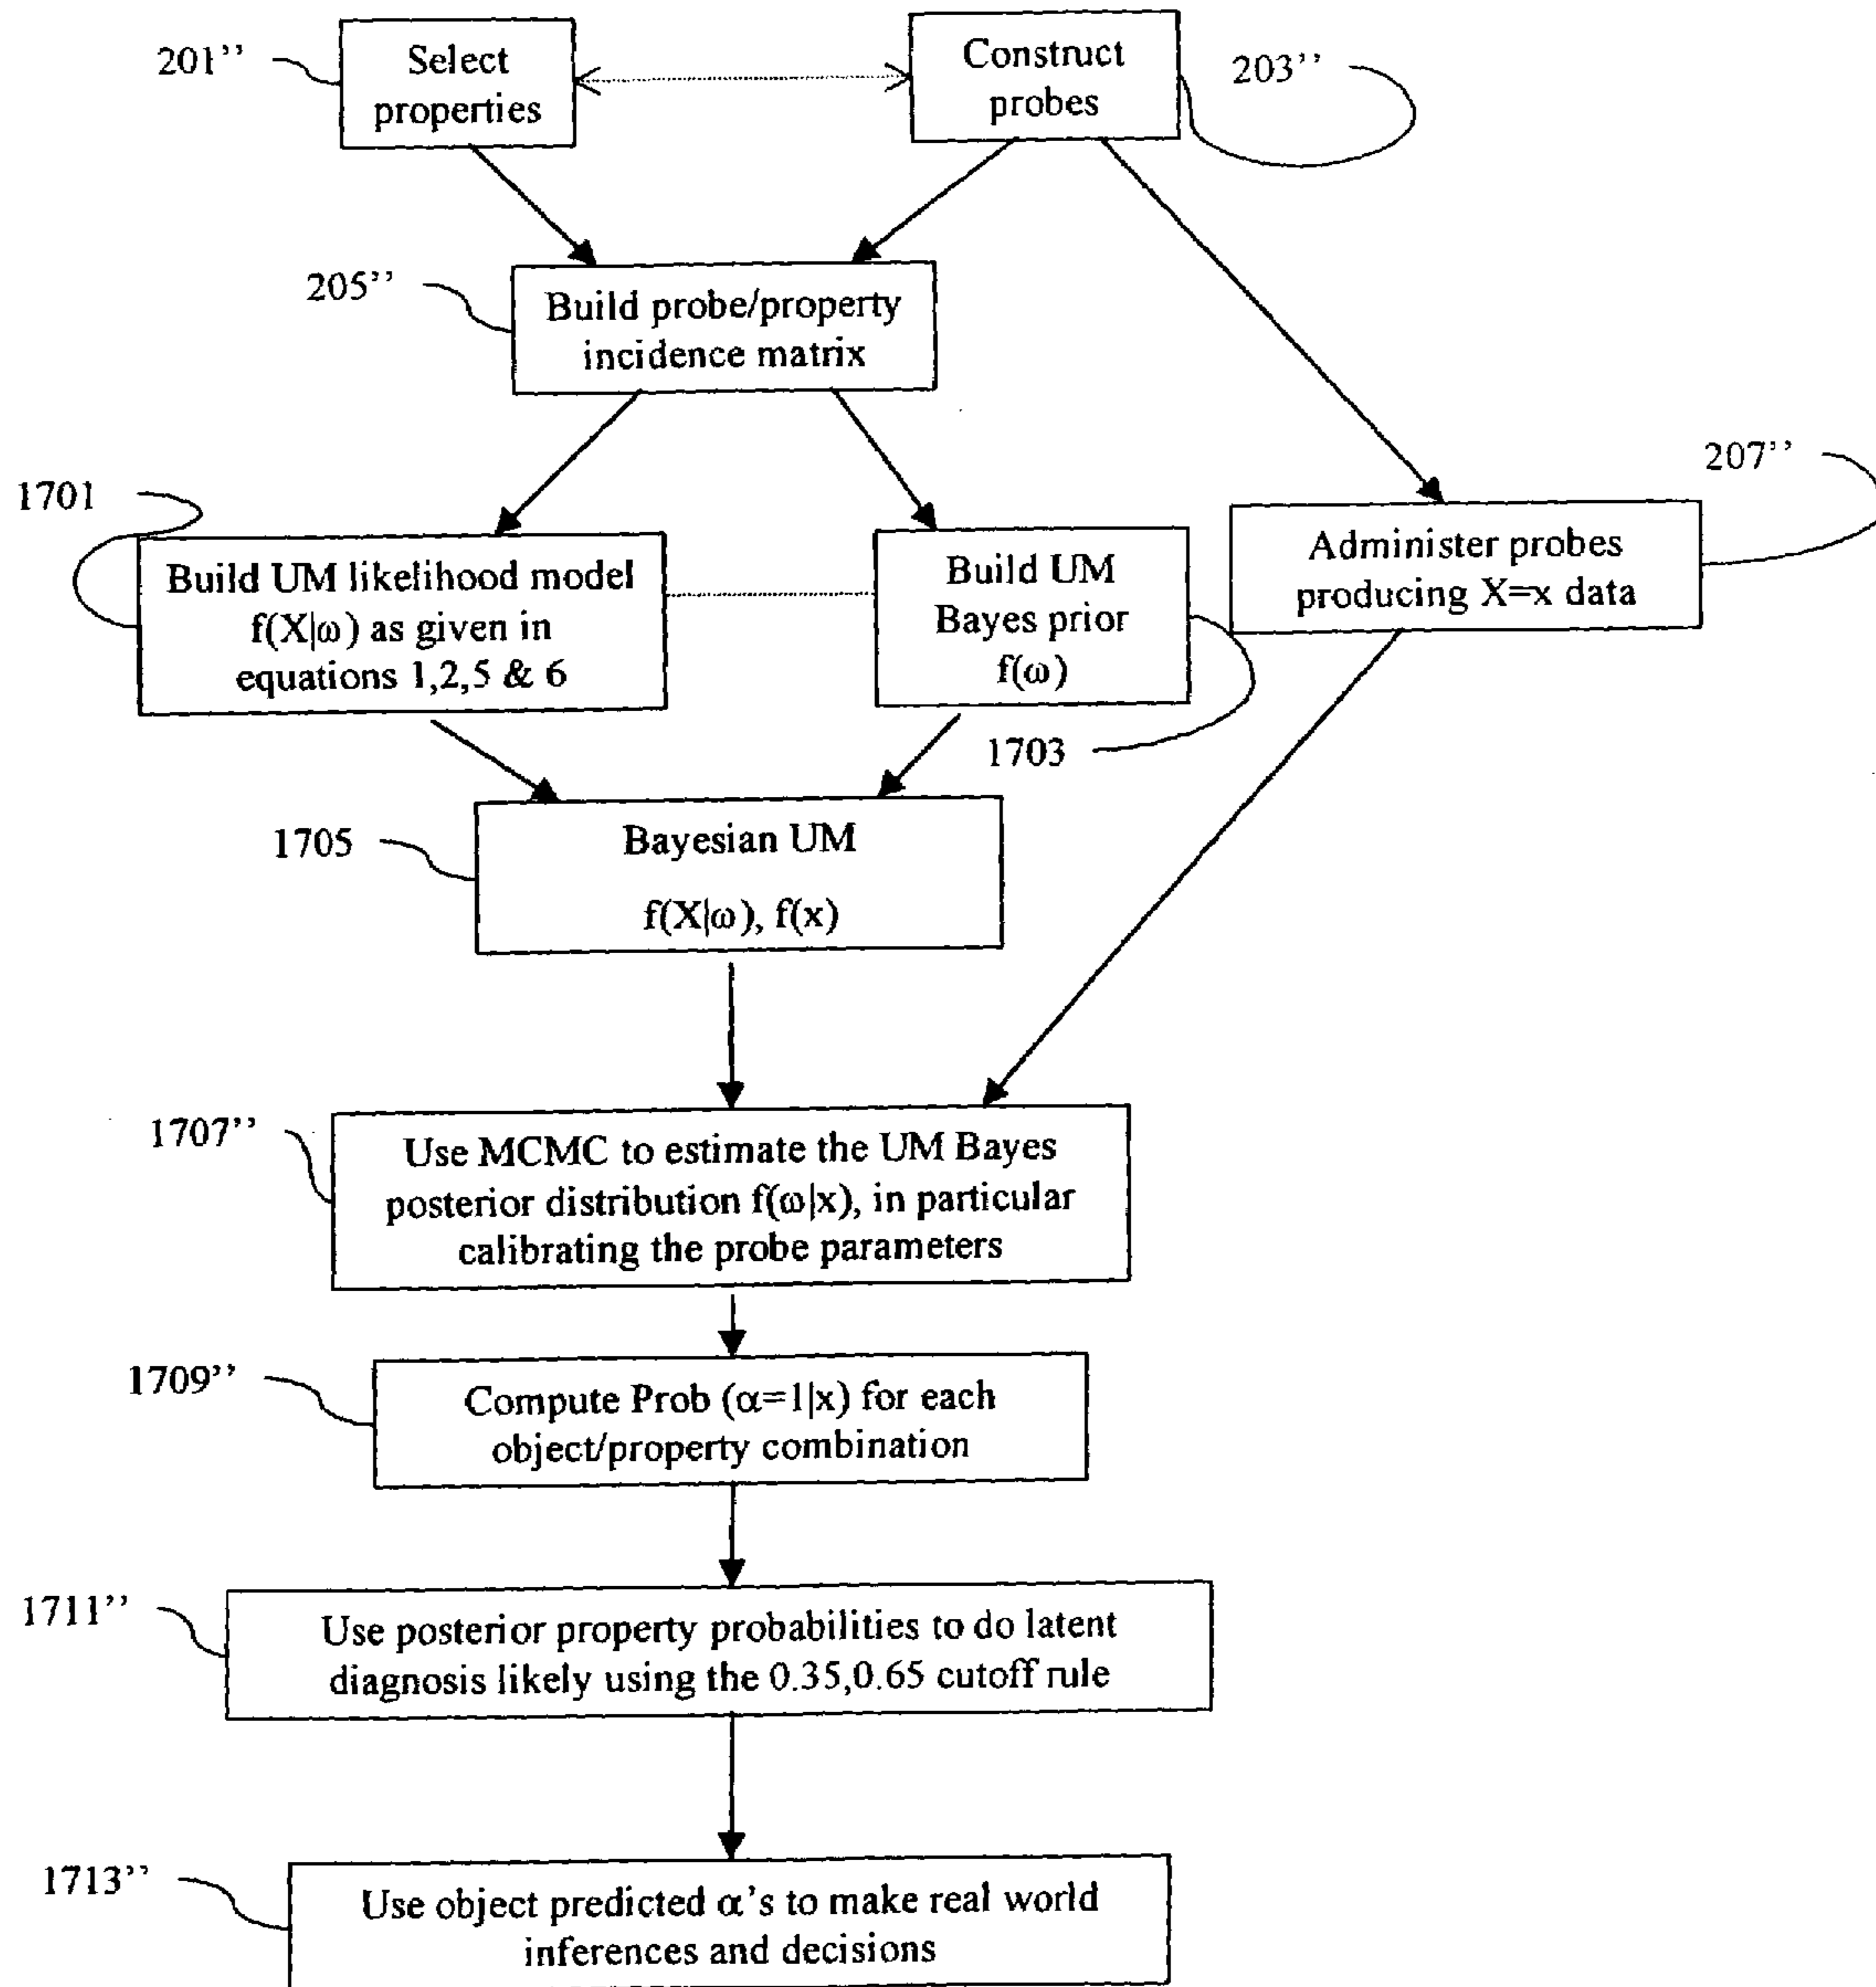 201’’
Select
properties
Construct
probes
203’’
205’’
Build probe/property
incidence matrix
1701
Build UM likelihood model
f(X|ω) as given in
equations 1,2,5 & 6
Build UM
Bayes prior
f(ω)
1703
207’’
Administer probes
producing X=x data
1705
Bayesian UM
f(X|ω), f(x)
1707’’
Use MCMC to estimate the UM Bayes
posterior distribution f(ω|x), in particular
calibrating the probe parameters
1709’’
Compute Prob (α=1|x) for each
object/property combination
1711’’
Use posterior property probabilities to do latent
diagnosis likely using the 0.35,0.65 cutoff rule
1713’’
Use object predicted α's to make real world
inferences and decisions